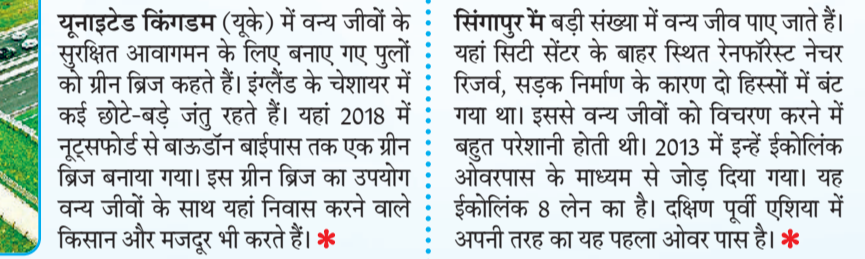 यूनाइटेड किंगडम (यूके) में वन्य जीवों के
सुरक्षित आवागमन के लिए बनाए गए पुलों
को ग्रीन ब्रिज कहते हैं। इंग्लैंड के चेशायर में
कई छोटे-बड़े जंतु रहते हैं। यहां 2018 में
नूट्सफोर्ड से बाऊडॉन बाईपास तक एक ग्रीन
ब्रिज बनाया गया। इस ग्रीन ब्रिज का उपयोग
वन्य जीवों के साथ यहां निवास करने वाले
किसान और मजदूर भी करते हैं। *
सिंगापुर में बड़ी संख्या में वन्य जीव पाए जाते हैं।
यहां सिटी सेंटर के बाहर स्थित रेनफॉरेस्ट नेचर
रिजर्व, सड़क निर्माण के कारण दो हिस्सों में बंट
गया था। इससे वन्य जीवों को विचरण करने में
बहुत परेशानी होती थी। 2013 में इन्हें ईकोलिंक
ओवरपास के माध्यम से जोड़ दिया गया। यह
ईकोलिंक 8 लेन का है। दक्षिण पूर्वी एशिया में
अपनी तरह का यह पहला ओवर पास है। *